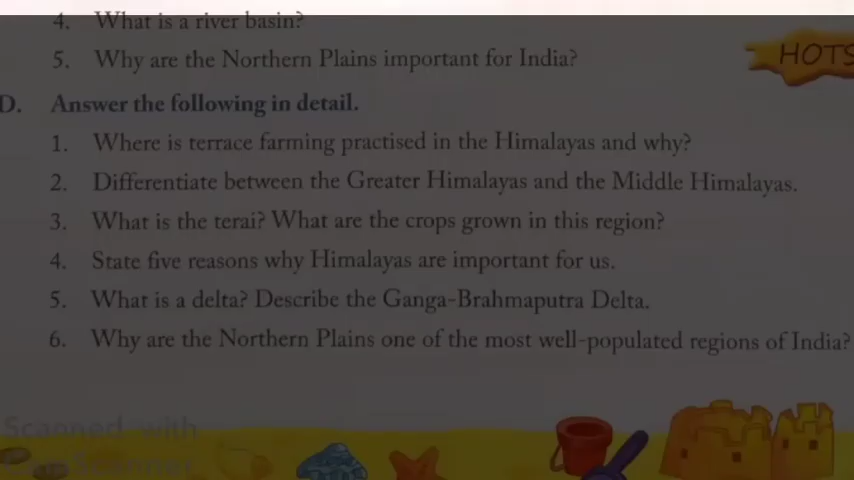 4. What is a river basin?
5. Why are the Northern Plains important for India?
HOTS
D. Answer the following in detail.
1. Where is terrace farming practised in the Himalayas and why?
2. Differentiate between the Greater Himalayas and the Middle Himalayas.
3. What is the terai? What are the crops grown in this region?
4. State five reasons why Himalayas are important for us.
5. What is a delta? Describe the Ganga-Brahmaputra Delta.
6. Why are the Northern Plains one of the most well-populated regions of India?
Scanned with
CamScanner